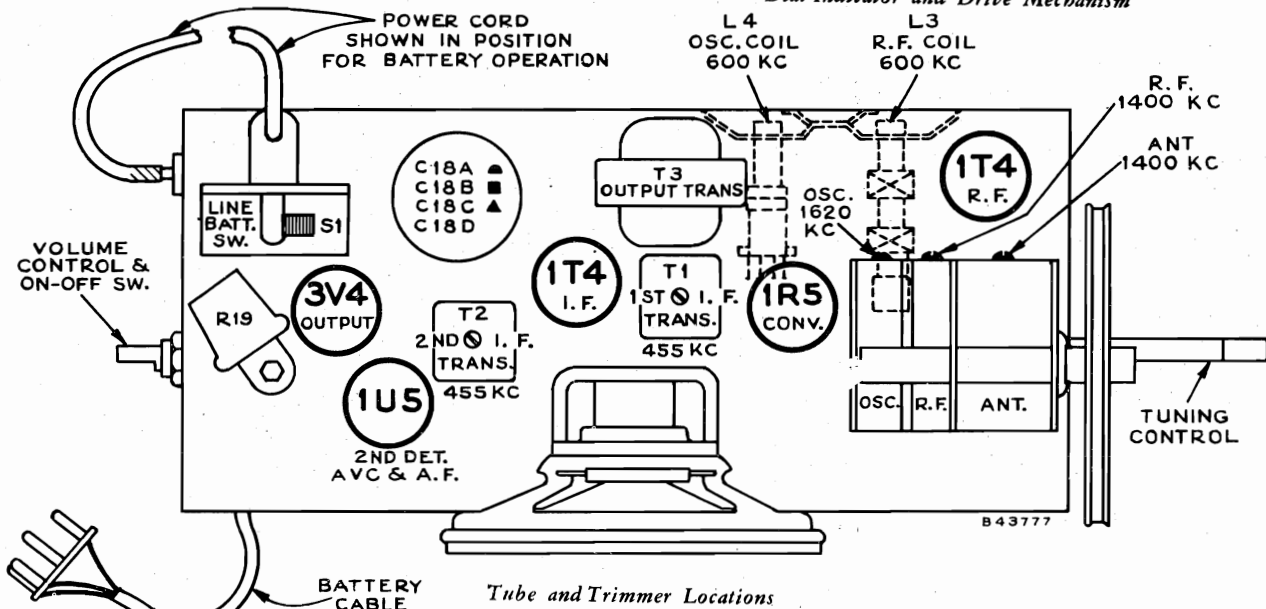 Dial Indicator and Drive Mechanism
POWER CORD
SHOWN IN POSITION
FOR BATTERY OPERATION
L4
OSC. COIL
600 KC
L3
R.F. COIL
600 KC
R.F.
1400 KC
ANT
1400 KC
C18A
C18B
C18C
C18D
T3
OUTPUT TRANS
1T4
R.F.
OSC.
1620
KC
LINE
BATT.
SW.
S1
VOLUME
CONTROL &
ON-OFF SW.
R19
3V4
OUTPUT
1T4
I.F.
T1
1ST I.F.
TRANS.
455 KC
1R5
CONV.
T2
2ND I.F.
TRANS.
455 KC
1U5
2ND DET.
AVC & A.F.
OSC.
R.F.
ANT.
TUNING
CONTROL
B43777
BATTERY
CABLE
Tube and Trimmer Locations